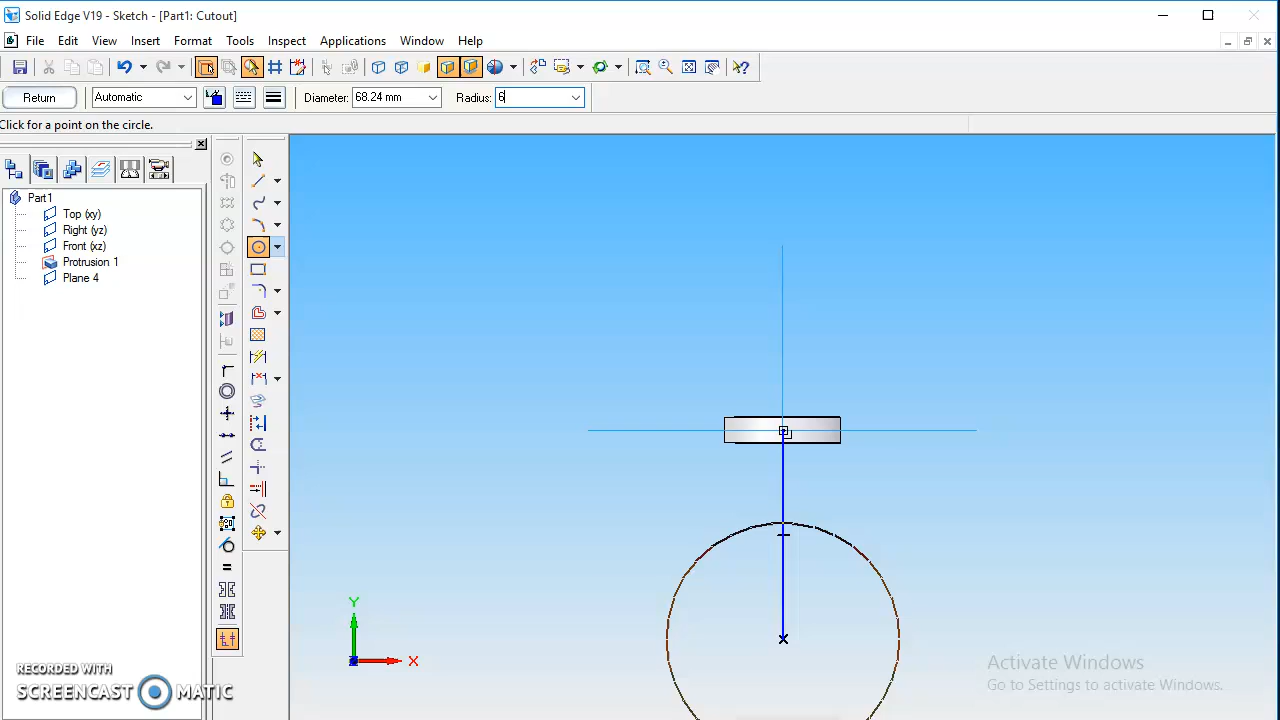 Solid Edge V19 - Sketch - [Part1: Cutout]
File Edit View Insert Format Tools Inspect Applications Window Help
Return Automatic Diameter: 68.24 mm Radius: 6
Click for a point on the circle.
Part1
Top (xy)
Right (yz)
Front (xz)
Protrusion 1
Plane 4
Y
X
RECORDED WITH
SCREENCAST MATIC
Activate Windows
Go to Settings to activate Windows.